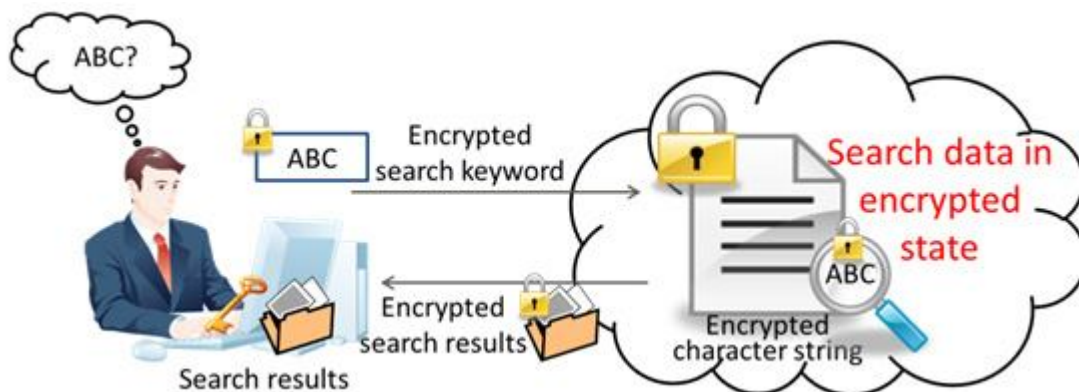 ABC?
ABC
Encrypted
search keyword
Search data in
encrypted
state
ABC
Encrypted
search results
Encrypted
character string
Search results